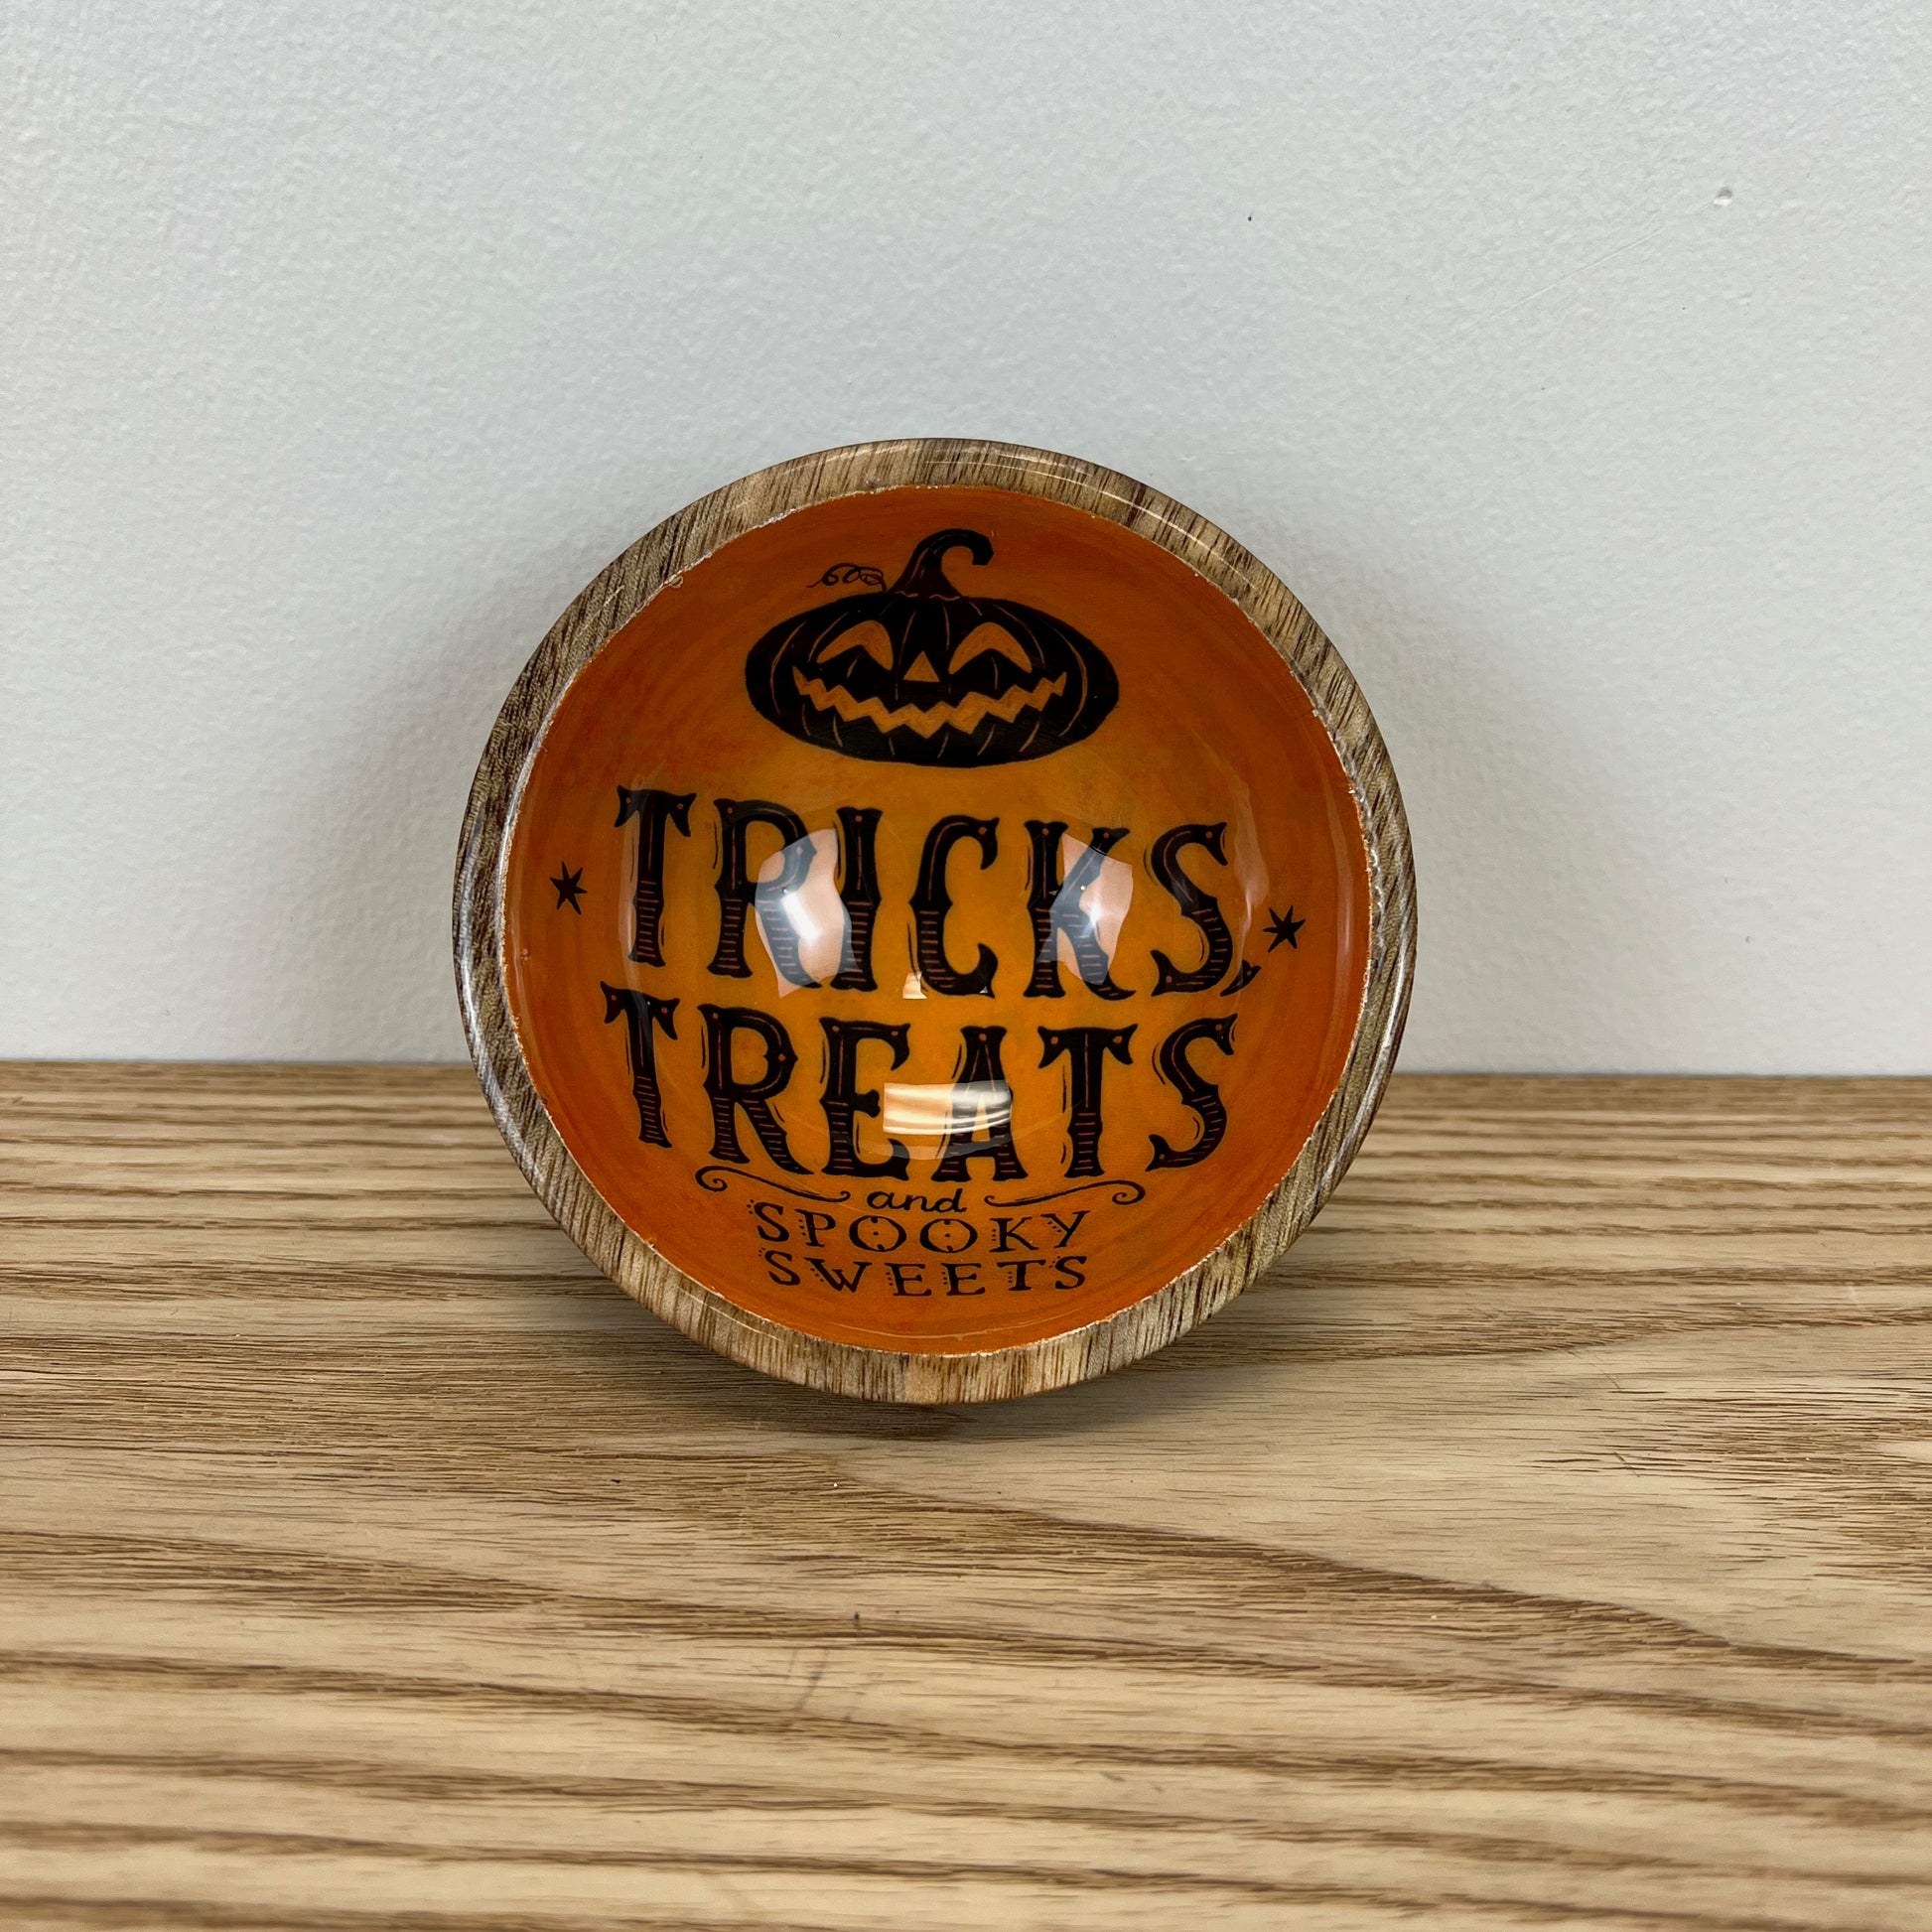 TRICKS,
TREATS
and
SPOOKY
SWEETS